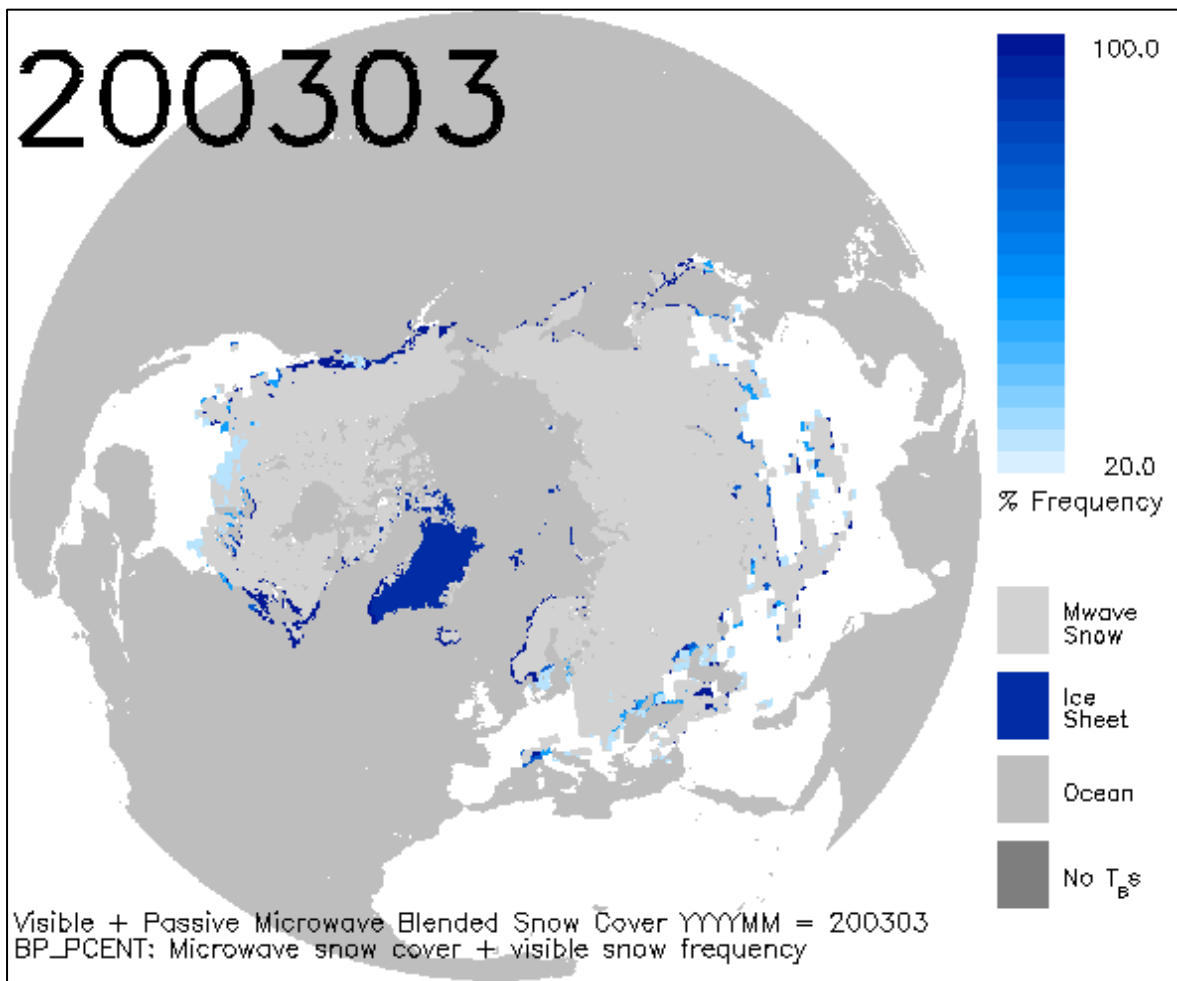 200303
100.0
20.0
% Frequency
Mwave
Snow
Ice
Sheet
Ocean
No TBs
Visible + Passive Microwave Blended Snow Cover YYYYMM = 200303
BP_PCENT: Microwave snow cover + visible snow frequency